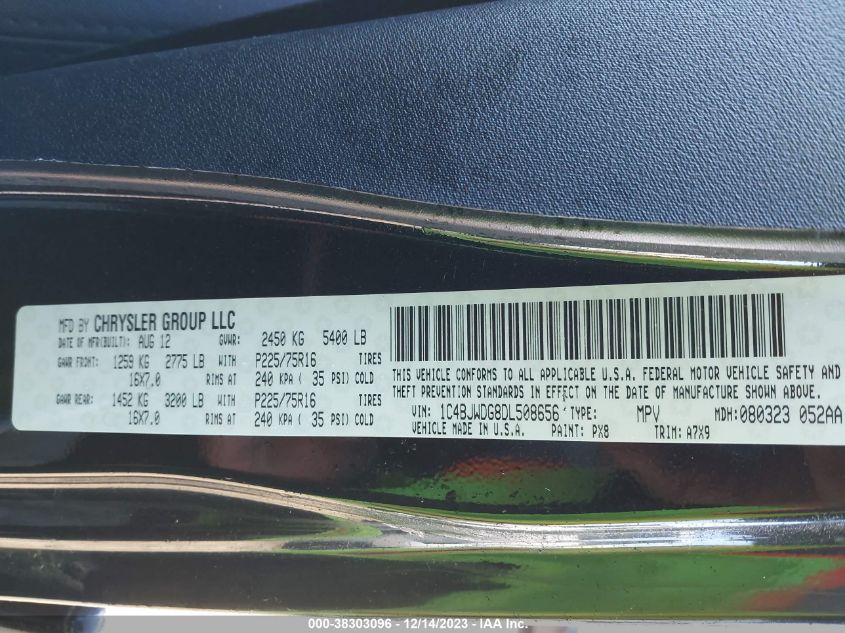 MFD BY CHRYSLER GROUP LLC
DATE OF MFR(BUILT): AUG 12 GVWR: 2450 KG 5400 LB
GAWR FRONT: 1259 KG 2775 LB WITH P225/75R16 TIRES
16X7.0 RIMS AT 240 KPA ( 35 PSI) COLD
GAWR REAR: 1452 KG 3200 LB WITH P225/75R16 TIRES
16X7.0 RIMS AT 240 KPA ( 35 PSI) COLD
THIS VEHICLE CONFORMS TO ALL APPLICABLE U.S.A. FEDERAL MOTOR VEHICLE SAFETY AND
THEFT PREVENTION STANDARDS IN EFFECT ON THE DATE OF MANUFACTURE SHOWN ABOVE.
VIN: 1C4BJWDG8DL508656 TYPE: MPV MDH: 080323 052AA
VEHICLE MADE IN U.S.A. PAINT: PX8 TRIM: A7X9
000-38303096 - 12/14/2023 - IAA Inc.